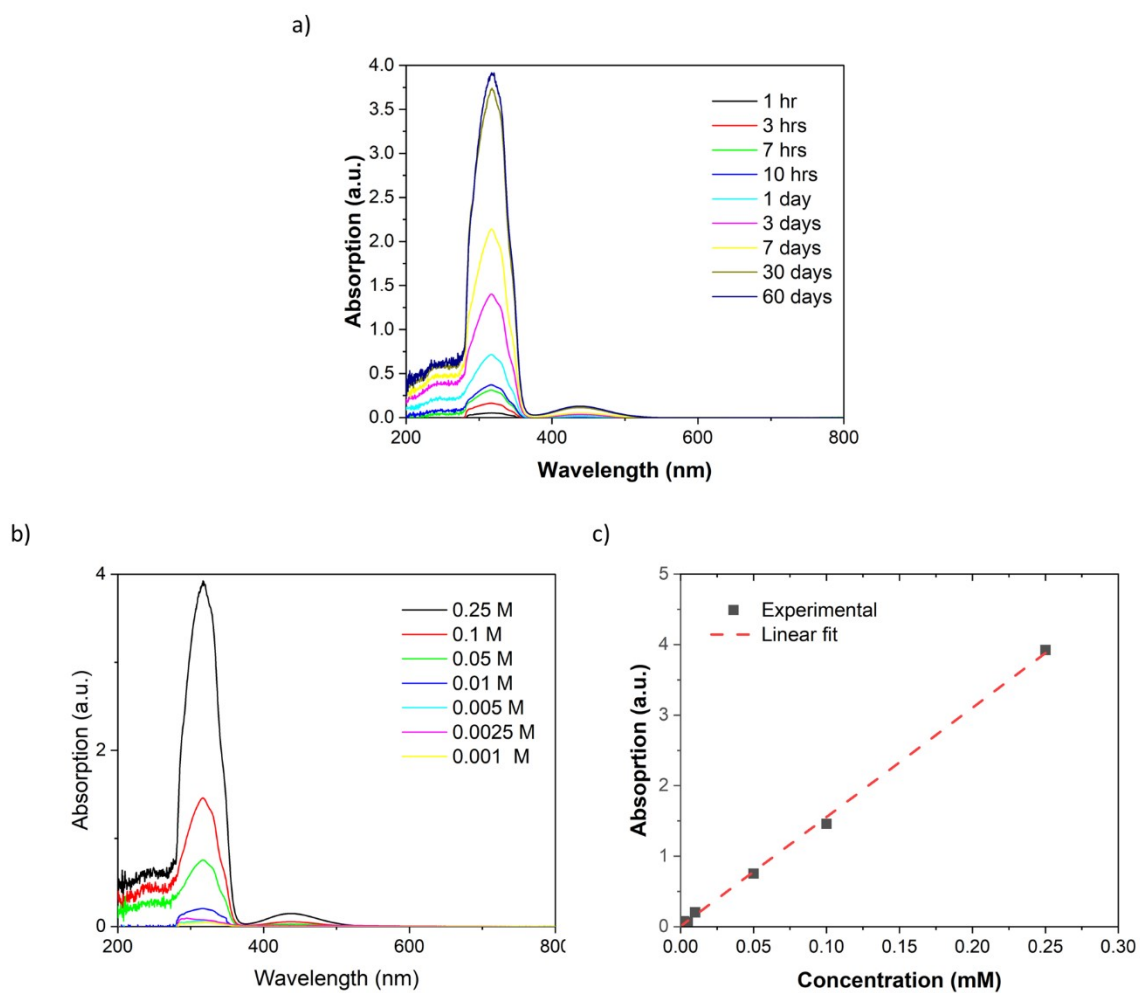 a)
4.0
3.5
3.0
2.5
2.0
1.5
1.0
0.5
0.0
200
400
600
800
Absorption (a.u.)
Wavelength (nm)
1 hr
3 hrs
7 hrs
10 hrs
1 day
3 days
7 days
30 days
60 days
b)
4
2
0
200
400
600
800
Absorption (a.u.)
Wavelength (nm)
0.25 M
0.1 M
0.05 M
0.01 M
0.005 M
0.0025 M
0.001 M
c)
5
4
3
2
1
0
0.00
0.05
0.10
0.15
0.20
0.25
0.30
Absoprtion (a.u.)
Concentration (mM)
Experimental
Linear fit